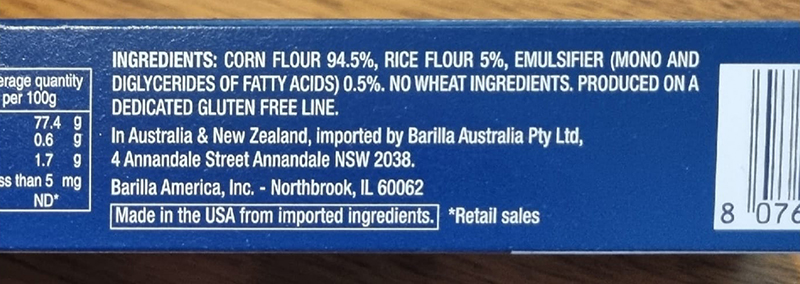 INGREDIENTS: CORN FLOUR 94.5%, RICE FLOUR 5%, EMULSIFIER (MONO AND
DIGLYCERIDES OF FATTY ACIDS) 0.5%. NO WHEAT INGREDIENTS. PRODUCED ON A
DEDICATED GLUTEN FREE LINE.
In Australia & New Zealand, imported by Barilla Australia Pty Ltd,
4 Annandale Street Annandale NSW 2038.
Barilla America, Inc. - Northbrook, IL 60062
Made in the USA from imported ingredients. *Retail sales
erage quantity
per 100g
77.4 g
0.6 g
1.7 g
ss than 5 mg
ND*
8 076